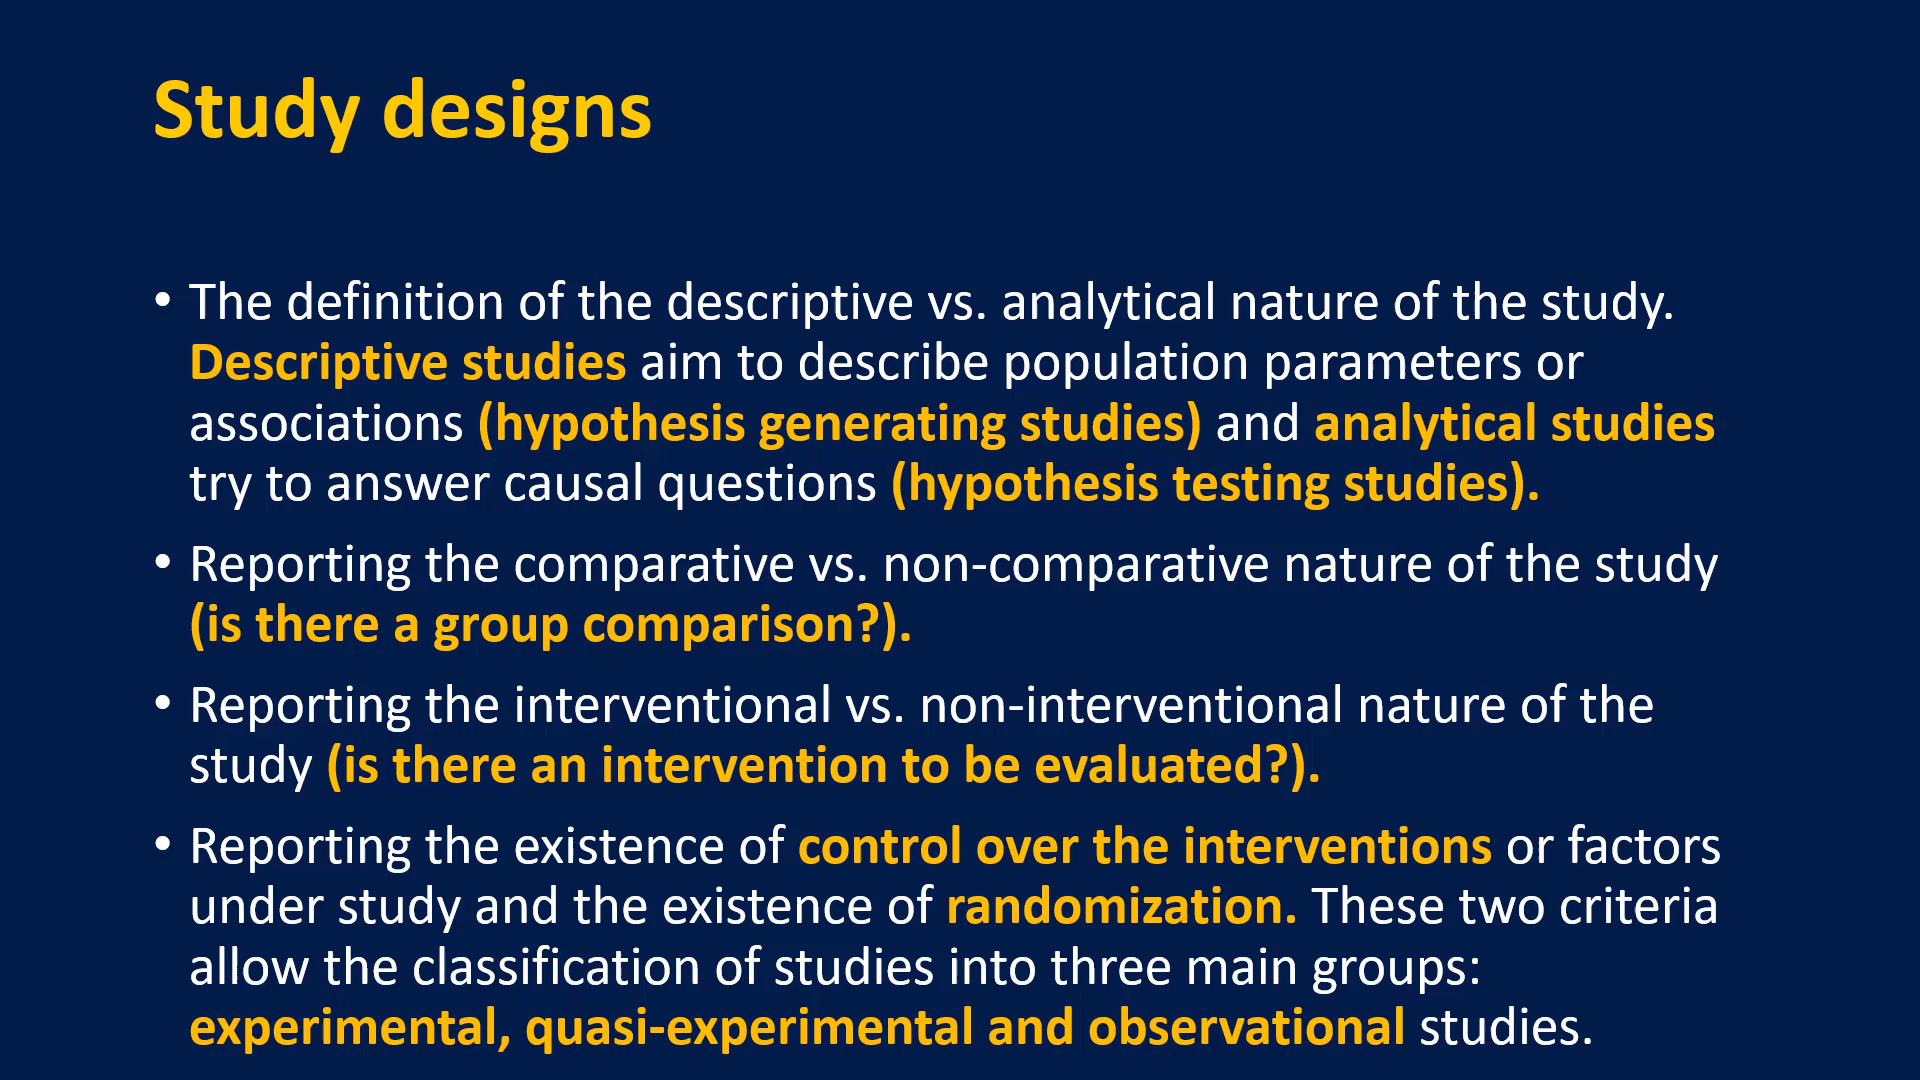 Study designs
• The definition of the descriptive vs. analytical nature of the study.
Descriptive studies aim to describe population parameters or
associations (hypothesis generating studies) and analytical studies
try to answer causal questions (hypothesis testing studies).
• Reporting the comparative vs. non-comparative nature of the study
(is there a group comparison?).
• Reporting the interventional vs. non-interventional nature of the
study (is there an intervention to be evaluated?).
• Reporting the existence of control over the interventions or factors
under study and the existence of randomization. These two criteria
allow the classification of studies into three main groups:
experimental, quasi-experimental and observational studies.